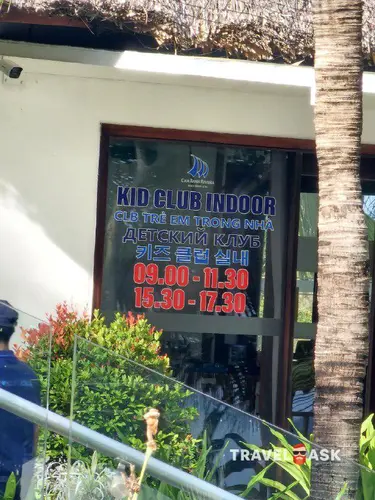 KID CLUB INDOOR
CLB TRẺ EM TRONG NHÀ
ДЕТСКИЙ КЛУБ
키즈 클럽 실내
09.00 - 11.30
15.30 - 17.30
TRAVEL ASK